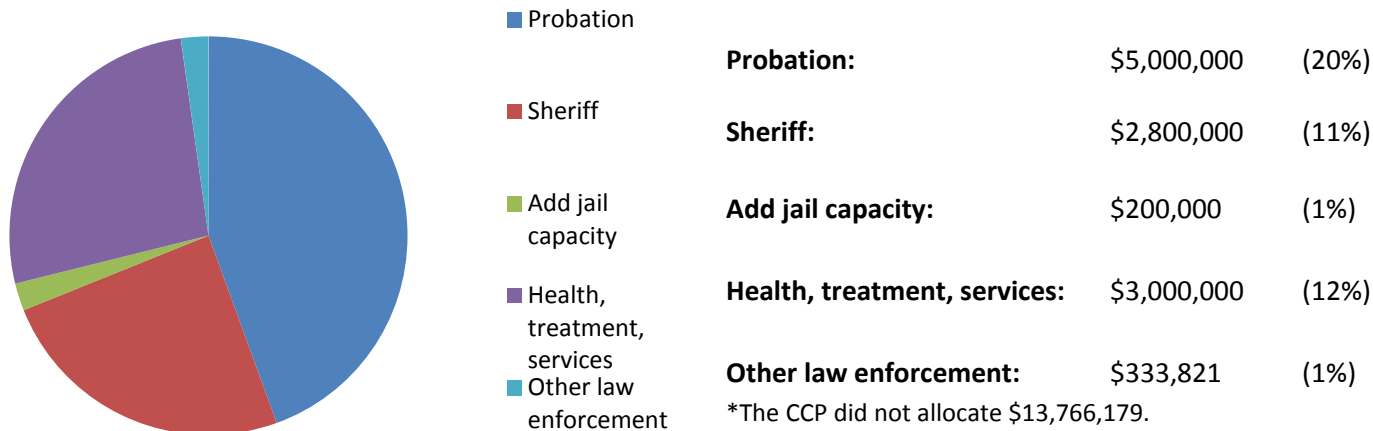 Probation
Sheriff
Add jail
capacity
Health,
treatment,
services
Other law
enforcement
Probation: $5,000,000 (20%)
Sheriff: $2,800,000 (11%)
Add jail capacity: $200,000 (1%)
Health, treatment, services: $3,000,000 (12%)
Other law enforcement: $333,821 (1%)
*The CCP did not allocate $13,766,179.